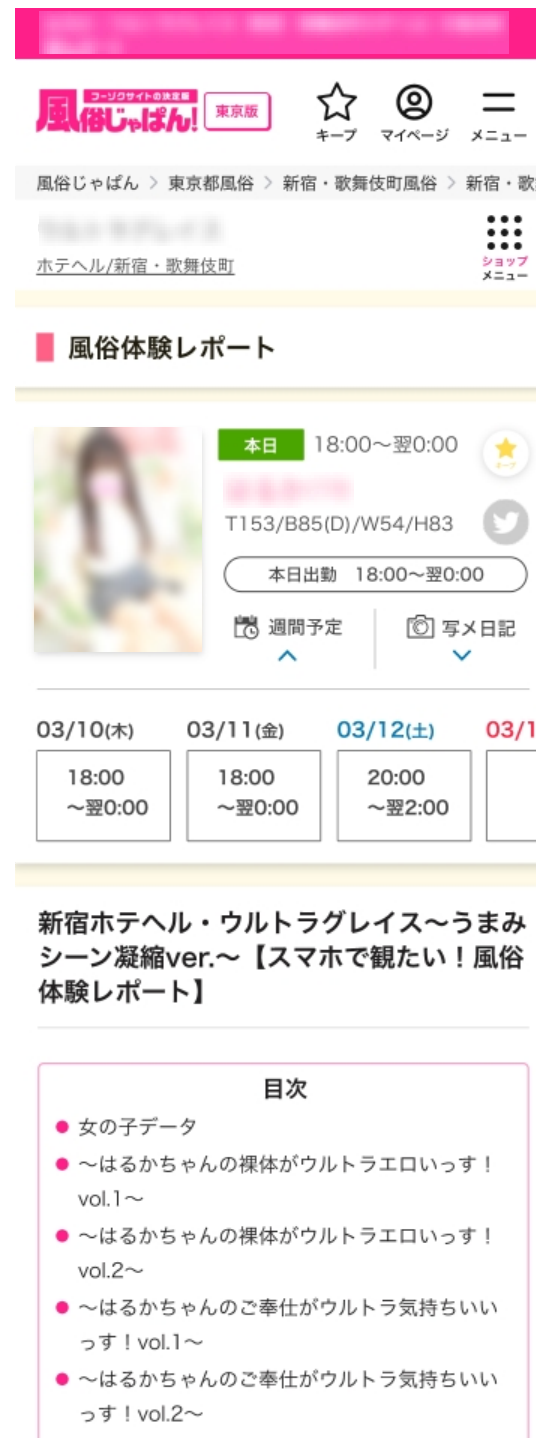 フーゾクサイトの決定版
風俗じゃぱん!
東京版
キープ
マイページ
メニュー
風俗じゃぱん > 東京都風俗 > 新宿・歌舞伎町風俗 > 新宿・歌
ホテヘル/新宿・歌舞伎町
ショップ
メニュー
風俗体験レポート
本日 18:00～翌0:00
キープ
T153/B85(D)/W54/H83
本日出勤 18:00～翌0:00
週間予定
写メ日記
03/10(木) 03/11(金) 03/12(土) 03/1
18:00 18:00 20:00
～翌0:00 ～翌0:00 ～翌2:00
新宿ホテヘル・ウルトラグレイス～うまみ
シーン凝縮ver.～【スマホで観たい！風俗
体験レポート】
目次
● 女の子データ
● ～はるかちゃんの裸体がウルトラエロいっす！
vol.1～
● ～はるかちゃんの裸体がウルトラエロいっす！
vol.2～
● ～はるかちゃんのご奉仕がウルトラ気持ちいい
っす！vol.1～
● ～はるかちゃんのご奉仕がウルトラ気持ちいい
っす！vol.2～